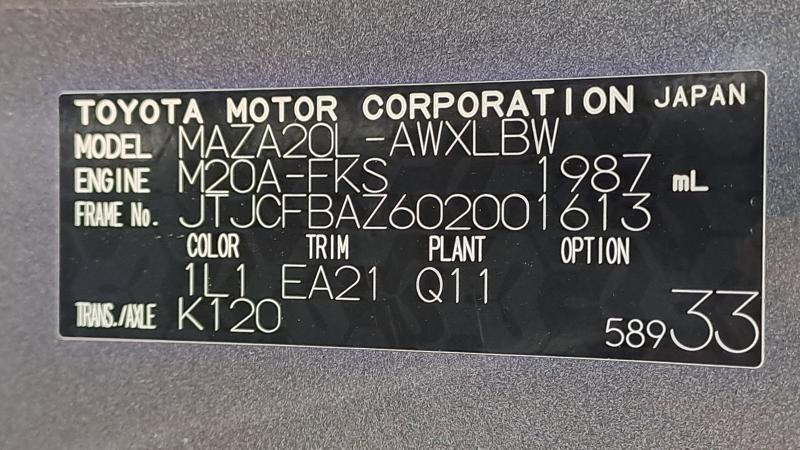 TOYOTA MOTOR CORPORATION JAPAN
MODEL MAZA20L-AWXLBW
ENGINE M20A-FKS 1987 mL
FRAME No. JTJCFBAZ602001613
COLOR TRIM PLANT OPTION
1L1 EA21 Q11
TRANS./AXLE K120
58933